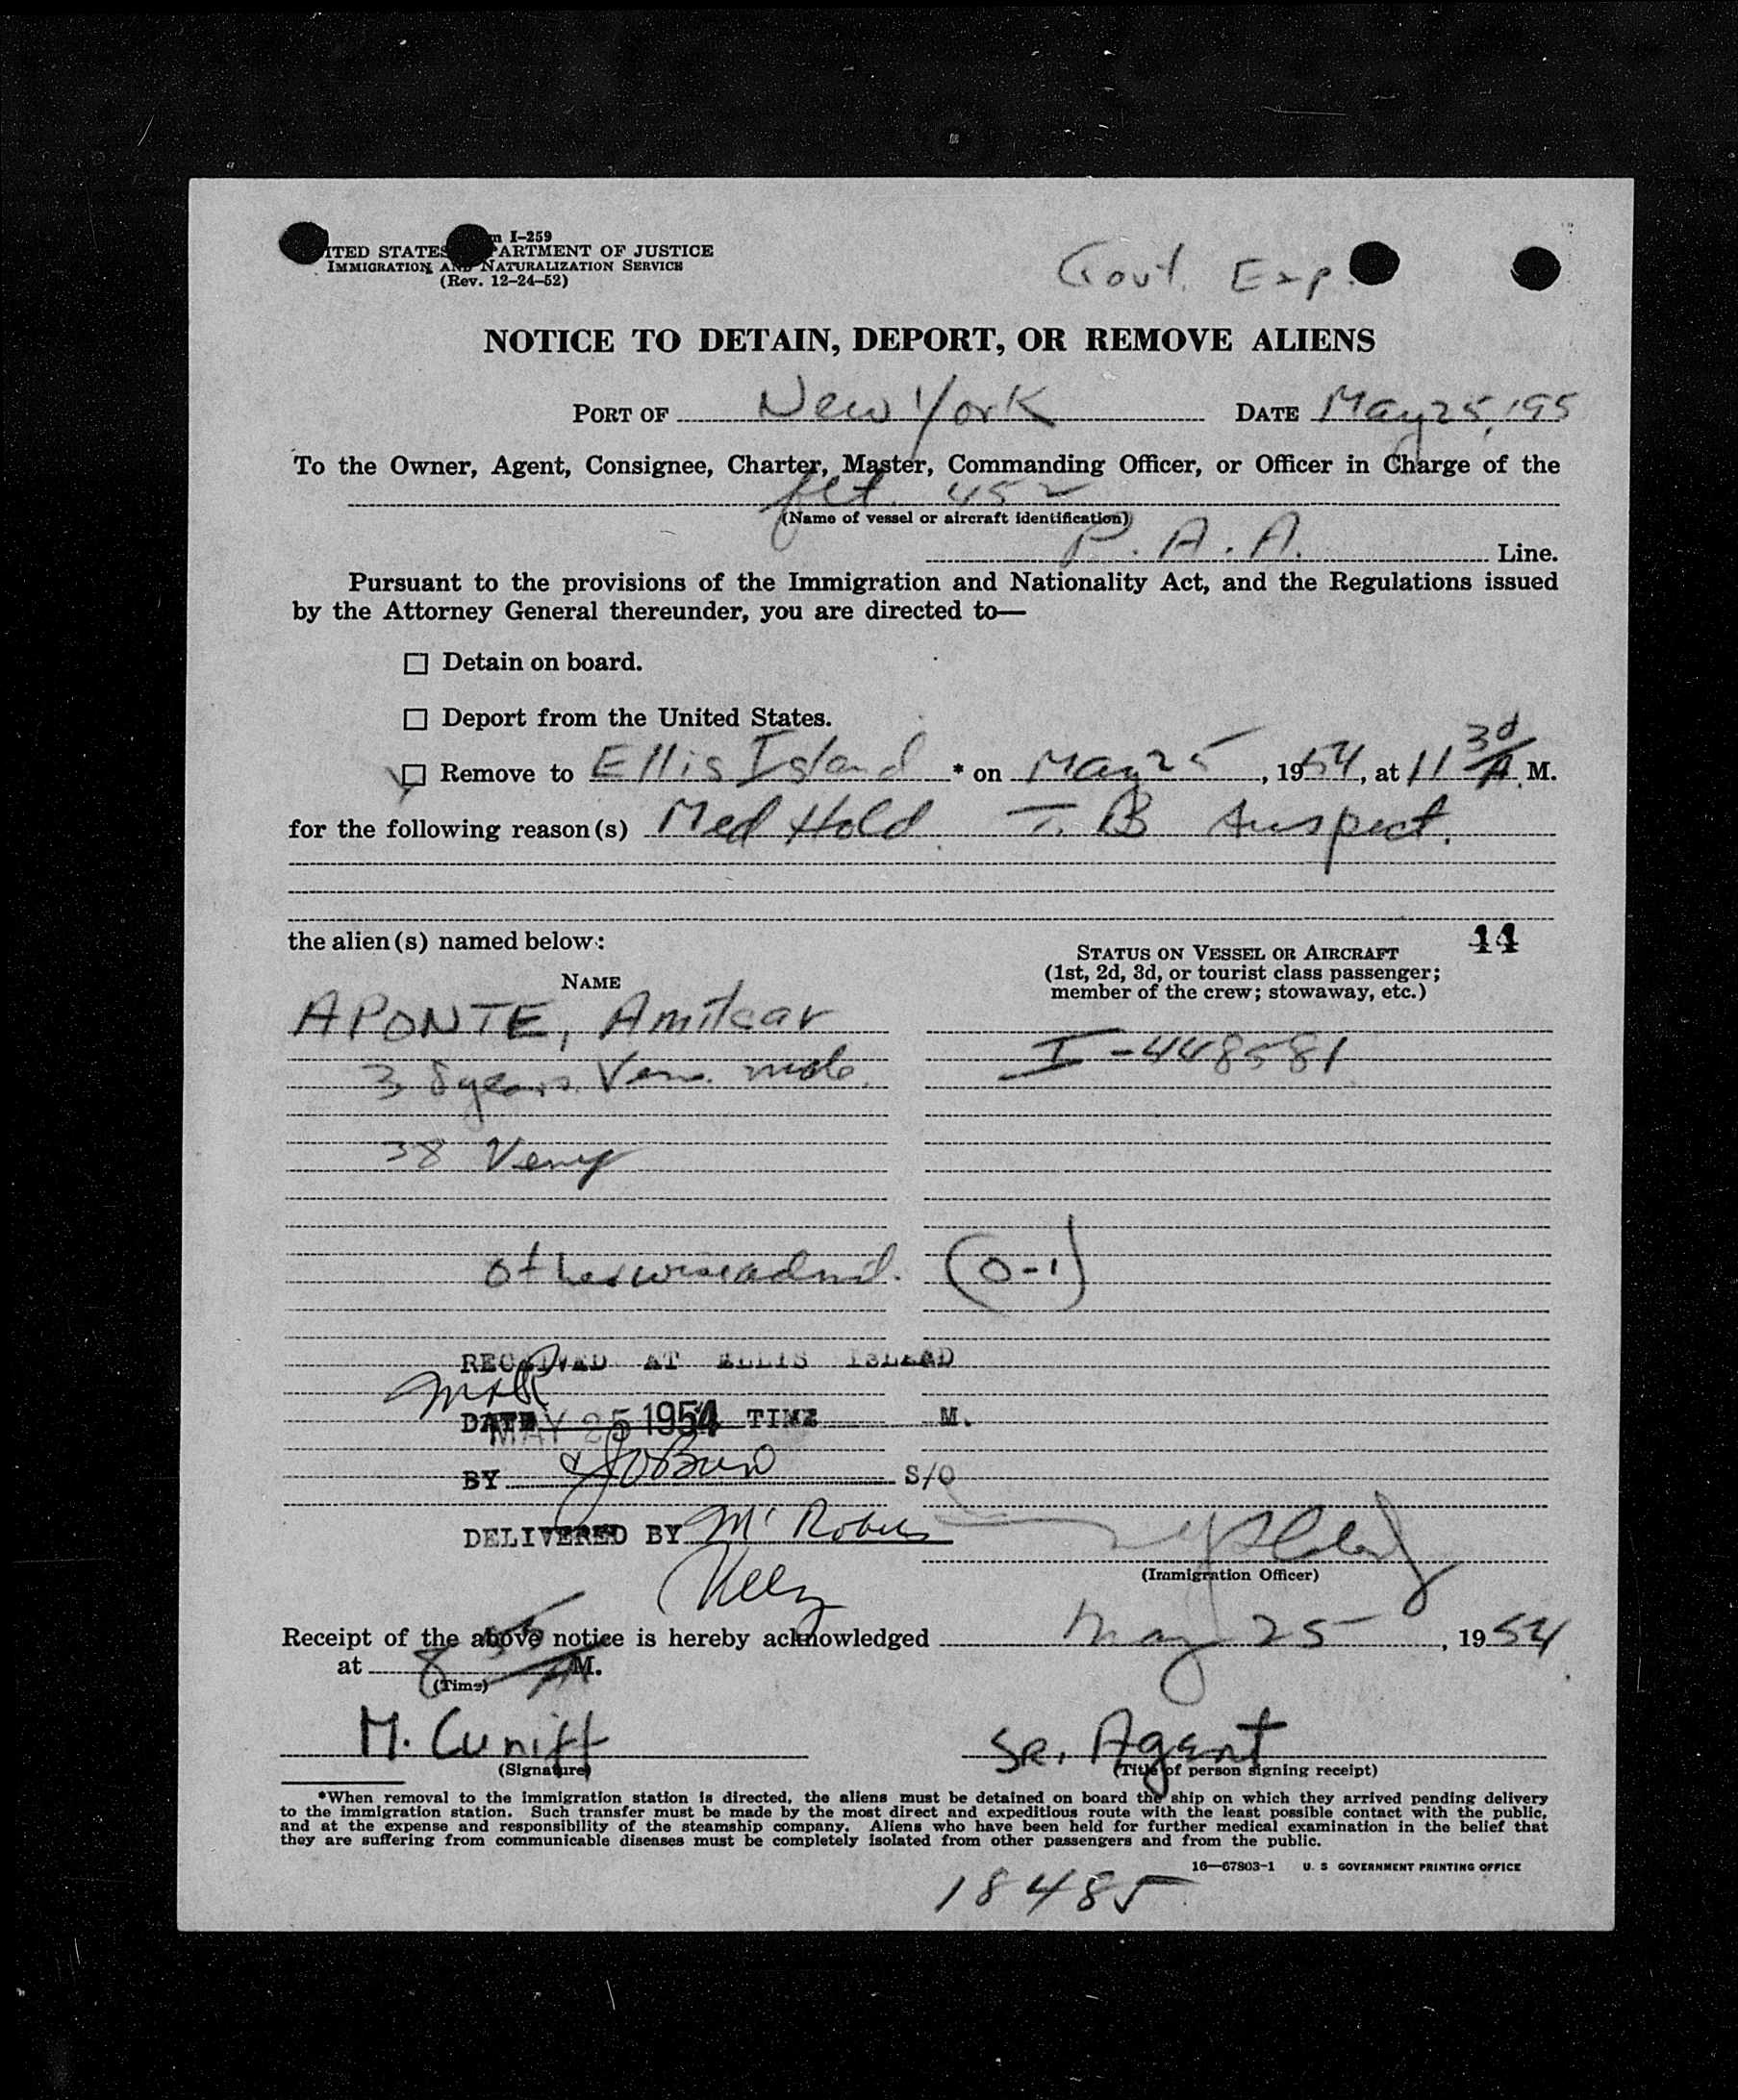 m I-259
ITED STATES PARTMENT OF JUSTICE
IMMIGRATION AND NATURALIZATION SERVICE
(Rev. 12-24-52)
Govt. Exp.
NOTICE TO DETAIN, DEPORT, OR REMOVE ALIENS
PORT OF New York DATE May 25, 195
To the Owner, Agent, Consignee, Charter, Master, Commanding Officer, or Officer in Charge of the
flt. 452
(Name of vessel or aircraft identification)
P. A. A. Line.
Pursuant to the provisions of the Immigration and Nationality Act, and the Regulations issued
by the Attorney General thereunder, you are directed to—
☐ Detain on board.
☐ Deport from the United States.
☐ Remove to Ellis Island * on May 25, 1954, at 11 30 A. M.
for the following reason(s) Med Hold. T. B Suspect.
the alien(s) named below:
44
NAME
STATUS ON VESSEL OR AIRCRAFT
(1st, 2d, 3d, or tourist class passenger;
member of the crew; stowaway, etc.)
APONTE, Amilcar
I-448581
38 years. Ven. male.
38 Veny
otherwise admd. (0-1)
RECEIVED AT ELLIS ISLAND
DATE MAY 25 1954 TIME M.
BY S/O
DELIVERED BY
(Immigration Officer)
Receipt of the above notice is hereby acknowledged May 25, 1954
at 8 55 A M.
(Time)
M. Cuniff Sr. Agent
(Signature) (Title of person signing receipt)
*When removal to the immigration station is directed, the aliens must be detained on board the ship on which they arrived pending delivery
to the immigration station. Such transfer must be made by the most direct and expeditious route with the least possible contact with the public,
and at the expense and responsibility of the steamship company. Aliens who have been held for further medical examination in the belief that
they are suffering from communicable diseases must be completely isolated from other passengers and from the public.
16—67803-1 U. S GOVERNMENT PRINTING OFFICE
18485